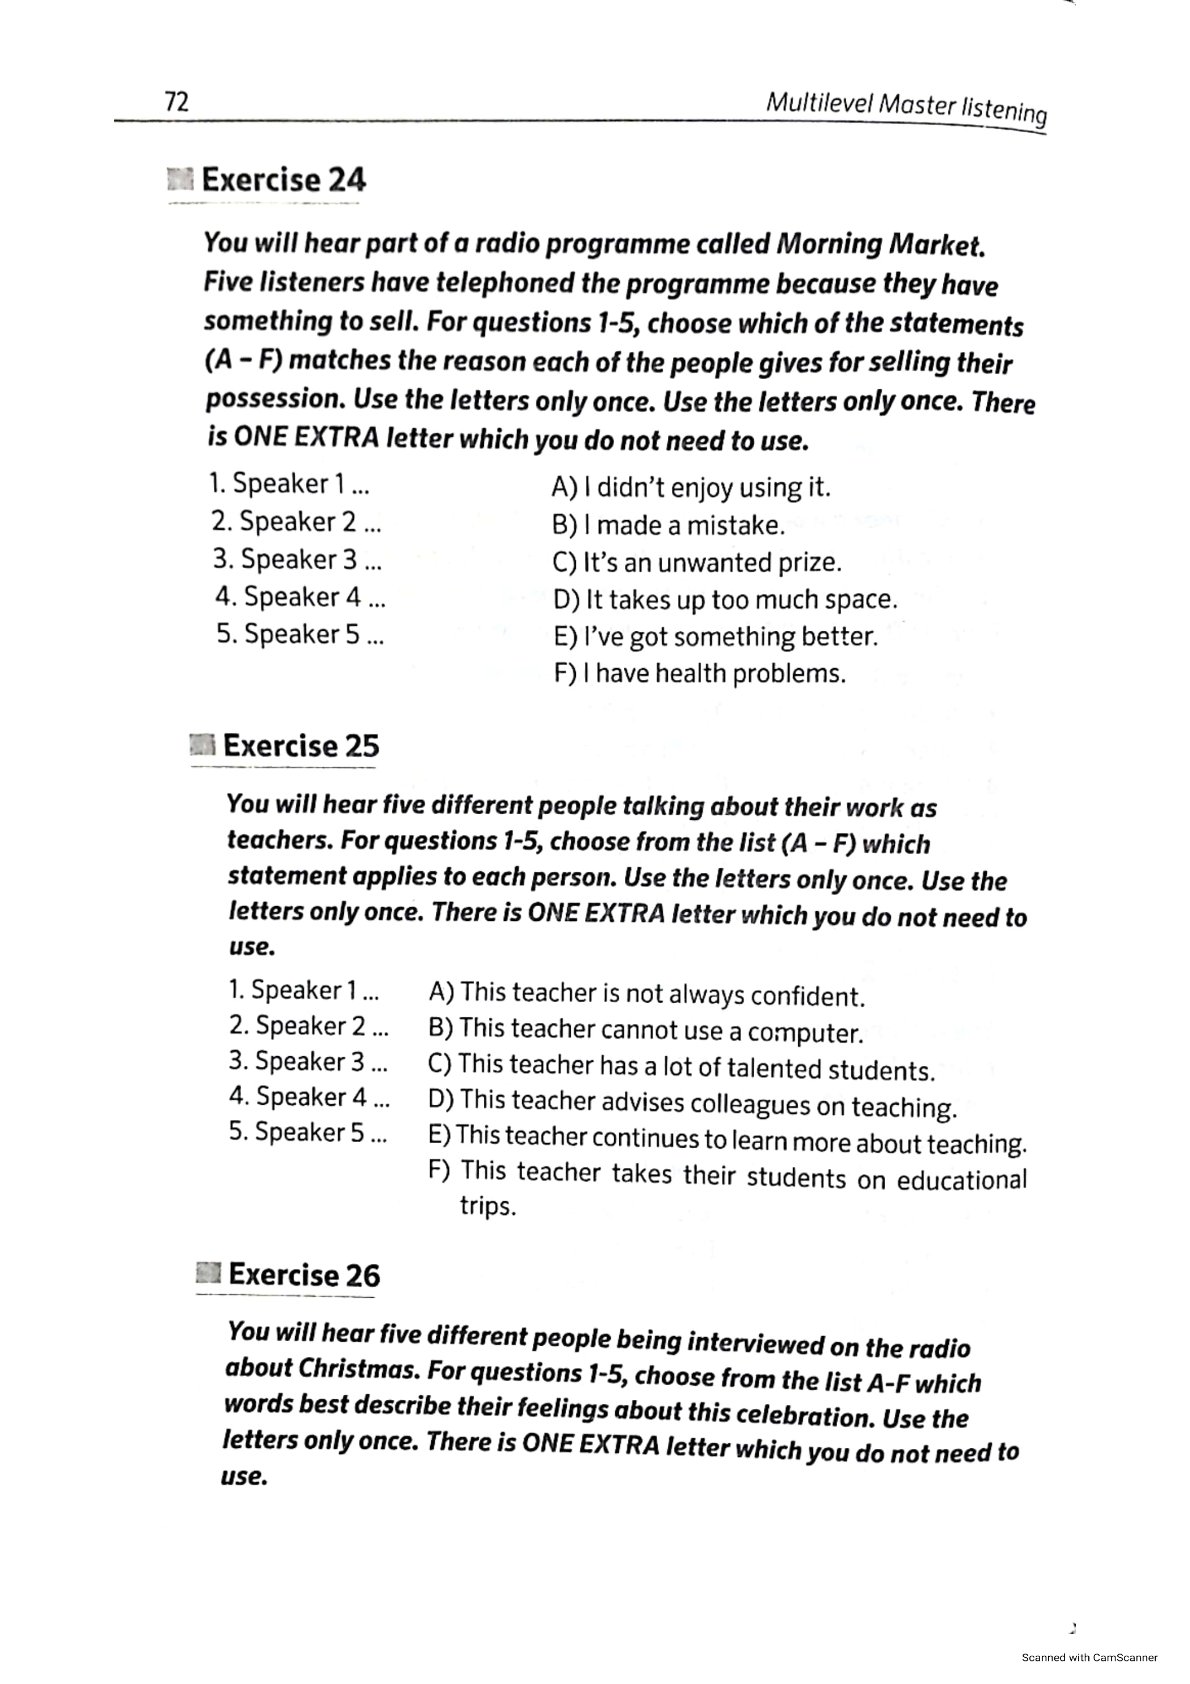 72
Multilevel Master listening
Exercise 24
You will hear part of a radio programme called Morning Market.
Five listeners have telephoned the programme because they have
something to sell. For questions 1-5, choose which of the statements
(A – F) matches the reason each of the people gives for selling their
possession. Use the letters only once. Use the letters only once. There
is ONE EXTRA letter which you do not need to use.
1. Speaker 1 ...
2. Speaker 2 ...
3. Speaker 3 ...
4. Speaker 4 ...
5. Speaker 5 ...
A) I didn't enjoy using it.
B) I made a mistake.
C) It's an unwanted prize.
D) It takes up too much space.
E) I've got something better.
F) I have health problems.
Exercise 25
You will hear five different people talking about their work as
teachers. For questions 1-5, choose from the list (A – F) which
statement applies to each person. Use the letters only once. Use the
letters only once. There is ONE EXTRA letter which you do not need to
use.
1. Speaker 1 ...
2. Speaker 2 ...
3. Speaker 3 ...
4. Speaker 4 ...
5. Speaker 5 ...
A) This teacher is not always confident.
B) This teacher cannot use a computer.
C) This teacher has a lot of talented students.
D) This teacher advises colleagues on teaching.
E) This teacher continues to learn more about teaching.
F) This teacher takes their students on educational
trips.
Exercise 26
You will hear five different people being interviewed on the radio
about Christmas. For questions 1-5, choose from the list A-F which
words best describe their feelings about this celebration. Use the
letters only once. There is ONE EXTRA letter which you do not need to
use.
Scanned with CamScanner